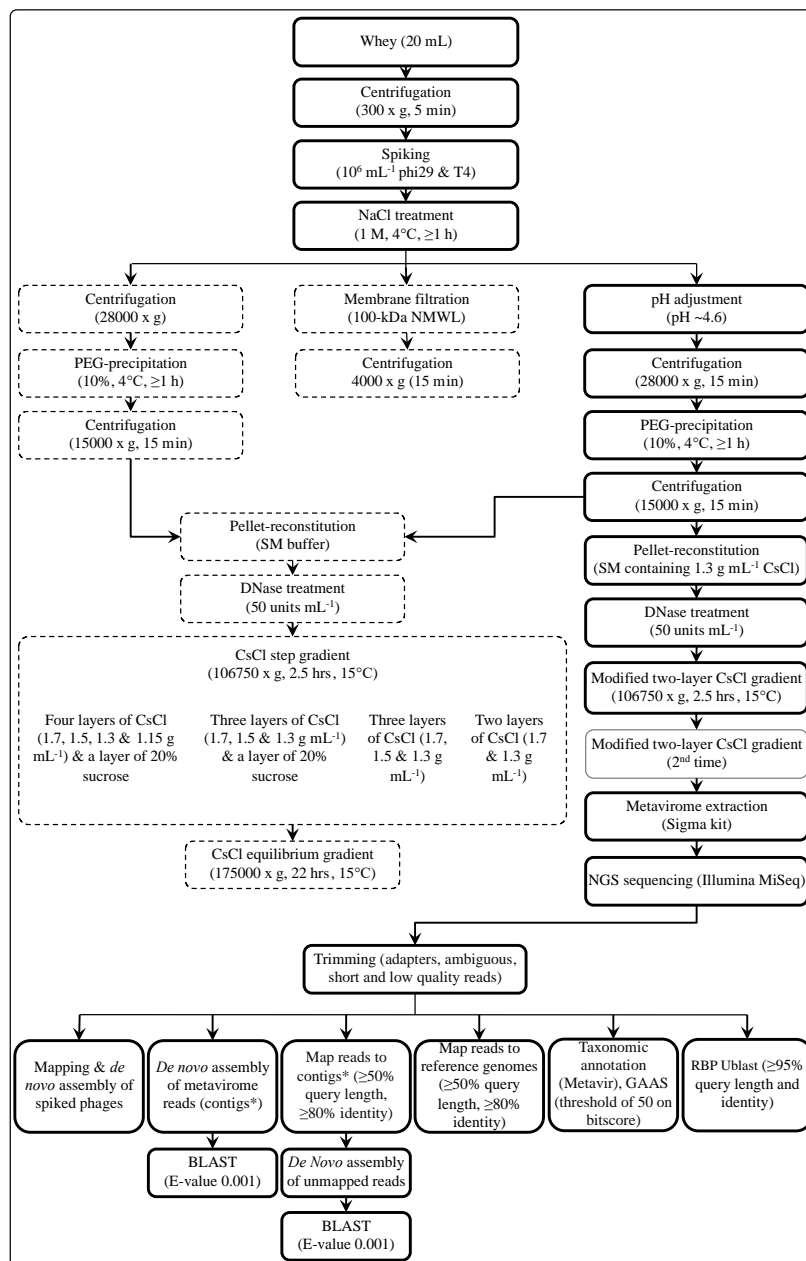 Whey (20 mL)
Centrifugation
(300 x g, 5 min)
Spiking
(10⁶ mL⁻¹ phi29 & T4)
NaCl treatment
(1 M, 4°C, ≥1 h)
Centrifugation
(28000 x g)
PEG-precipitation
(10%, 4°C, ≥1 h)
Centrifugation
(15000 x g, 15 min)
Membrane filtration
(100-kDa NMWL)
Centrifugation
4000 x g (15 min)
pH adjustment
(pH ~4.6)
Centrifugation
(28000 x g, 15 min)
PEG-precipitation
(10%, 4°C, ≥1 h)
Centrifugation
(15000 x g, 15 min)
Pellet-reconstitution
(SM buffer)
DNase treatment
(50 units mL⁻¹)
CsCl step gradient
(106750 x g, 2.5 hrs, 15°C)
Four layers of CsCl
(1.7, 1.5, 1.3 & 1.15 g
mL⁻¹) & a layer of 20%
sucrose
Three layers of CsCl
(1.7, 1.5 & 1.3 g mL⁻¹)
& a layer of 20%
sucrose
Three layers
of CsCl (1.7,
1.5 & 1.3 g
mL⁻¹)
Two layers
of CsCl (1.7
& 1.3 g
mL⁻¹)
CsCl equilibrium gradient
(175000 x g, 22 hrs, 15°C)
Pellet-reconstitution
(SM containing 1.3 g mL⁻¹ CsCl)
DNase treatment
(50 units mL⁻¹)
Modified two-layer CsCl gradient
(106750 x g, 2.5 hrs, 15°C)
Modified two-layer CsCl gradient
(2ⁿᵈ time)
Metavirome extraction
(Sigma kit)
NGS sequencing (Illumina MiSeq)
Trimming (adapters, ambiguous,
short and low quality reads)
Mapping & de
novo assembly of
spiked phages
De novo assembly
of metavirome
reads (contigs*)
BLAST
(E-value 0.001)
Map reads to
contigs* (≥50%
query length,
≥80% identity)
De Novo assembly
of unmapped reads
BLAST
(E-value 0.001)
Map reads to
reference genomes
(≥50% query
length, ≥80%
identity)
Taxonomic
annotation
(Metavir), GAAS
(threshold of 50 on
bitscore)
RBP Ublast (≥95%
query length and
identity)